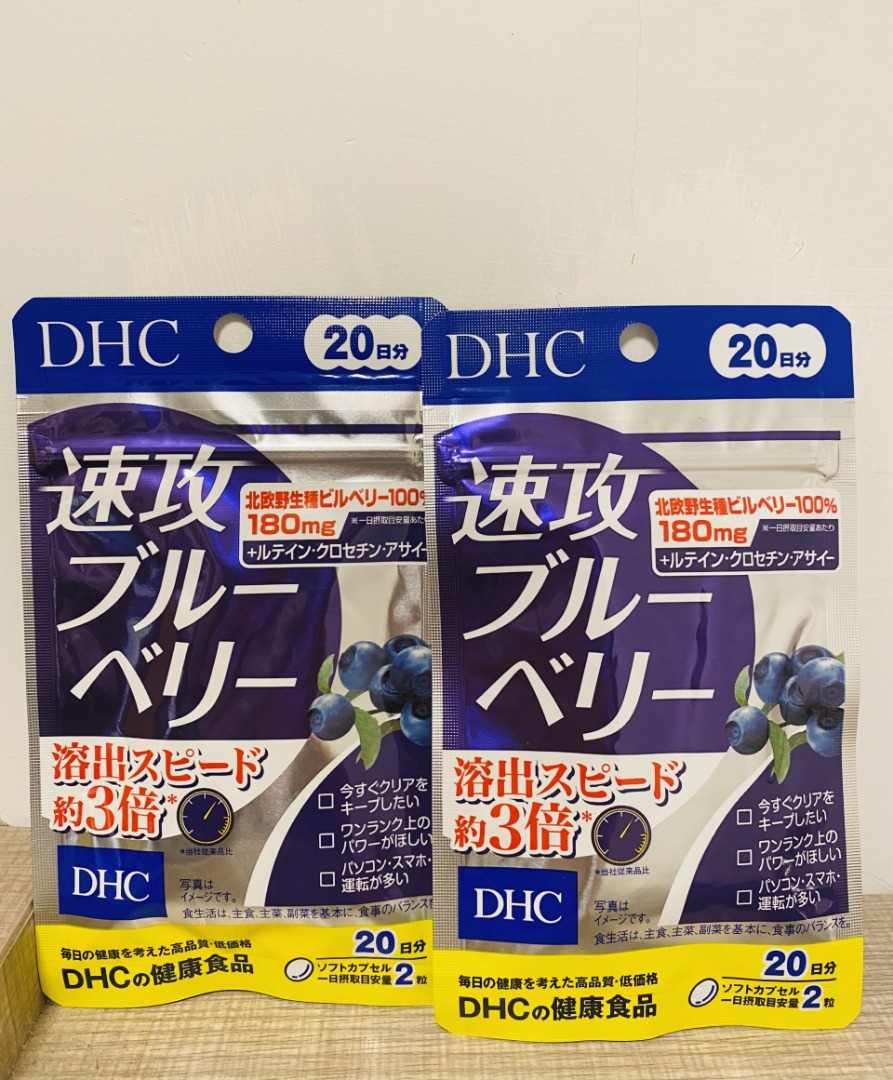 DHC
20日分
速攻
ブルー
ベリー
北欧野生種ビルベリー100%
180mg ※一日摂取目安量あた
+ルテイン・クロセチン・アサイー
溶出スピード
約3倍*
*当社従来品比
今すぐクリアを
キープしたい
ワンランク上の
パワーがほしい
パソコン・スマホ・
運転が多い
DHC
写真は
イメージです。
食生活は、主食、主菜、副菜を基本に、食事のバランスを
毎日の健康を考えた高品質・低価格
DHCの健康食品
20日分
ソフトカプセル
一日摂取目安量2粒
DHC
20日分
速攻
ブルー
ベリー
北欧野生種ビルベリー100%
180mg ※一日摂取目安量あたり
+ルテイン・クロセチン・アサイー
溶出スピード
約3倍*
*当社従来品比
今すぐクリアを
キープしたい
ワンランク上の
パワーがほしい
パソコン・スマホ・
運転が多い
DHC
写真は
イメージです。
食生活は、主食、主菜、副菜を基本に、食事のバランスを。
毎日の健康を考えた高品質・低価格
DHCの健康食品
20日分
ソフトカプセル
一日摂取目安量2粒